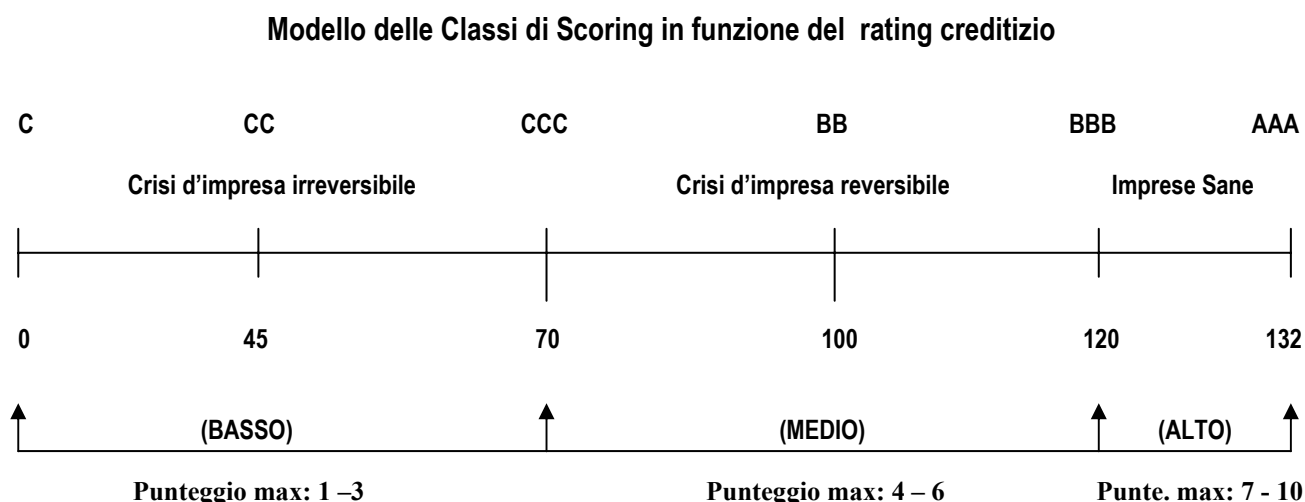 Modello delle Classi di Scoring in funzione del rating creditizio
C CC CCC BB BBB AAA
Crisi d'impresa irreversibile Crisi d'impresa reversibile Imprese Sane
0 45 70 100 120 132
(BASSO) (MEDIO) (ALTO)
Punteggio max: 1 –3 Punteggio max: 4 – 6 Punte. max: 7 - 10